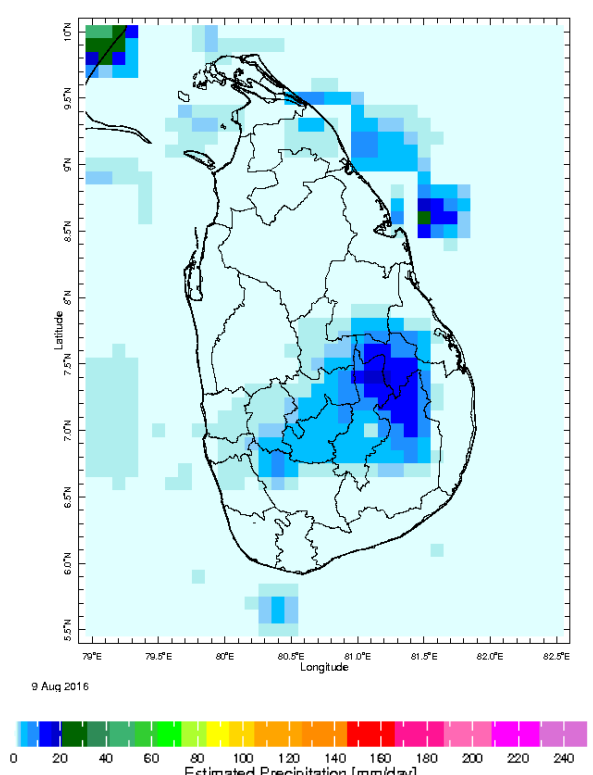 10°N
9.5°N
9°N
8.5°N
8°N
7.5°N
7.0°N
6.5°N
6.0°N
5.5°N
Latitude
79°E 79.5°E 80°E 80.5°E 81.0°E 81.5°E 82.0°E 82.5°E
Longitude
9 Aug 2016
0 20 40 60 80 100 120 140 160 180 200 220 240
Estimated Precipitation [mm/day]